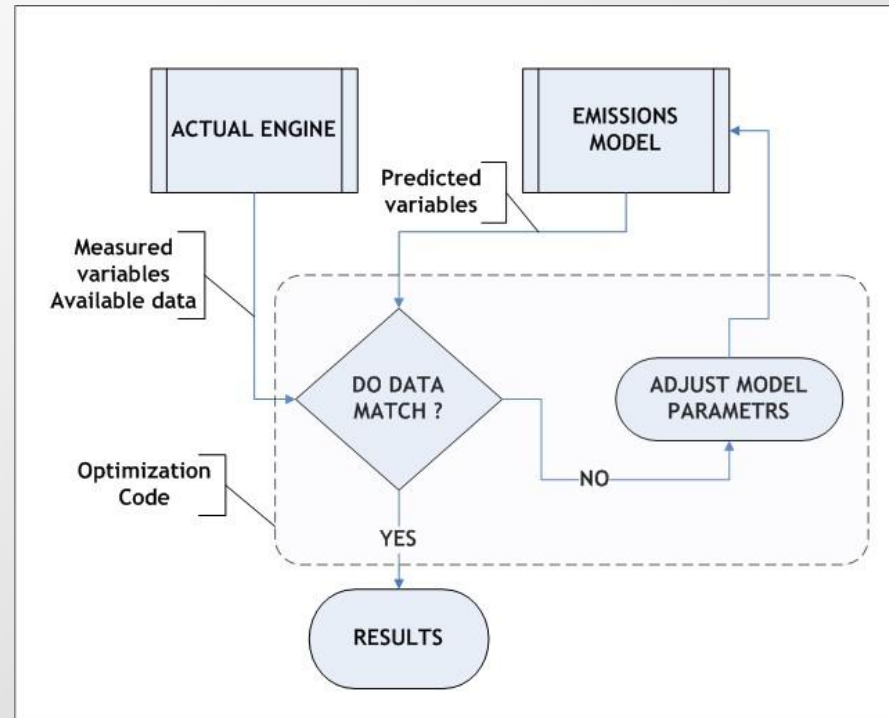 ACTUAL ENGINE
EMISSIONS
MODEL
Predicted
variables
Measured
variables
Available data
DO DATA
MATCH ?
ADJUST MODEL
PARAMETRS
Optimization
Code
NO
YES
RESULTS